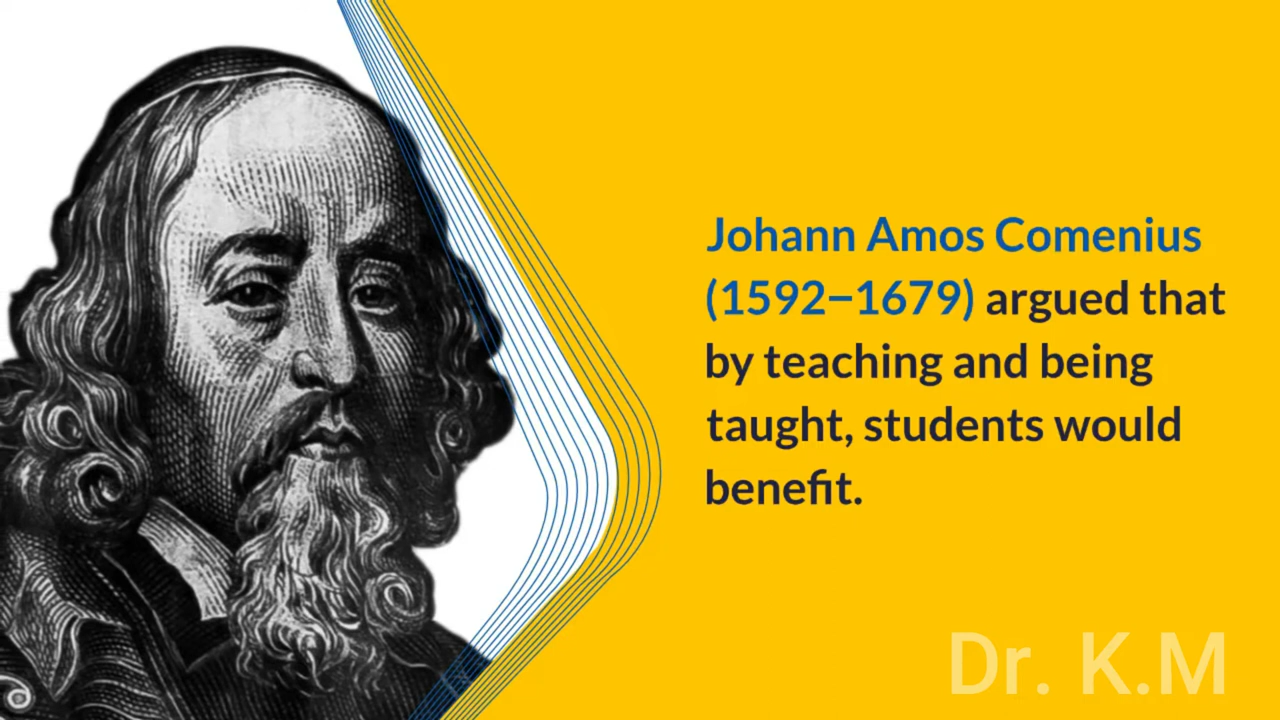 Johann Amos Comenius
(1592–1679) argued that
by teaching and being
taught, students would
benefit.
Dr. K.M